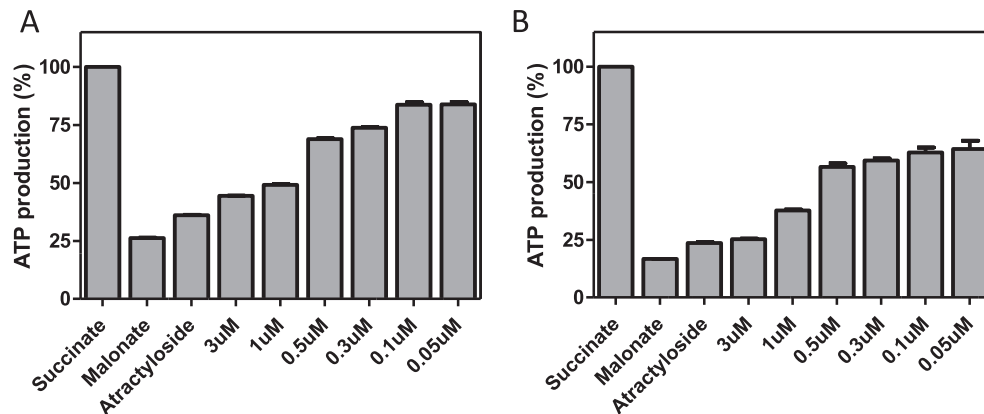 A
ATP production (%)
100
75
50
25
0
Succinate
Malonate
Atractyloside
3uM
1uM
0.5uM
0.3uM
0.1uM
0.05uM
B
ATP production (%)
100
75
50
25
0
Succinate
Malonate
Atractyloside
3uM
1uM
0.5uM
0.3uM
0.1uM
0.05uM